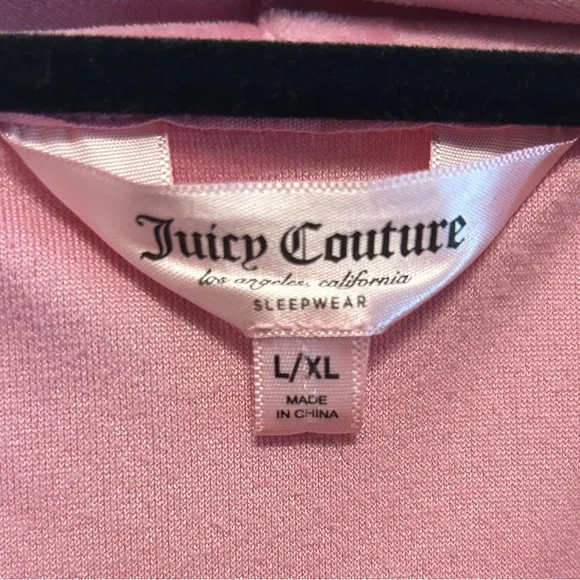 Juicy Couture
los angeles, california
SLEEPWEAR
L/XL
MADE
IN CHINA